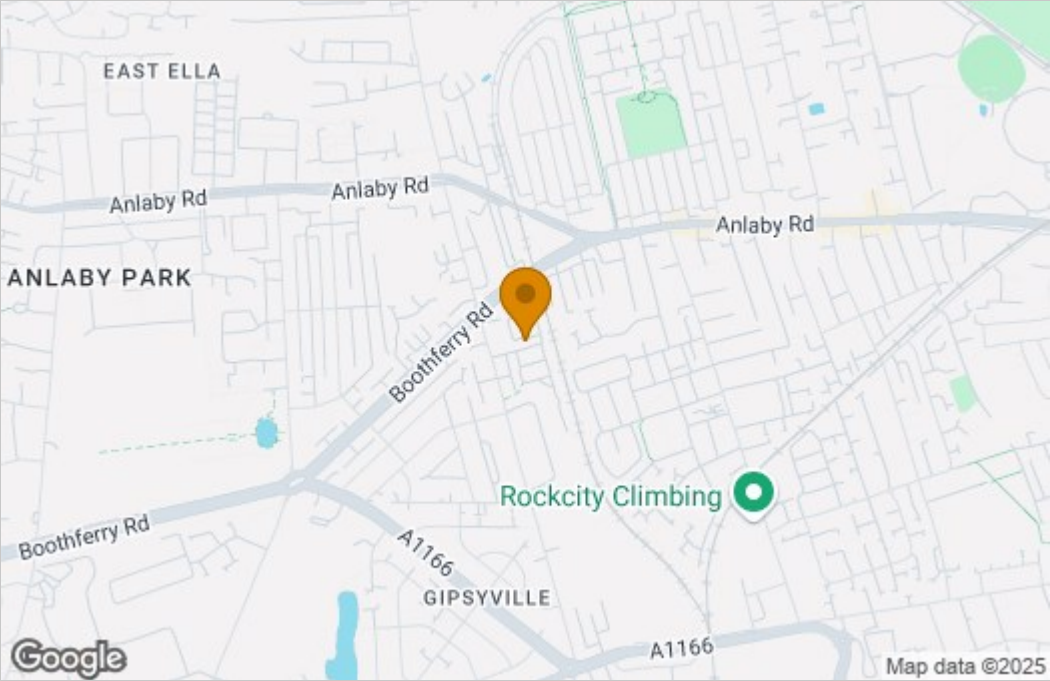 EAST ELLA
Anlaby Rd
Anlaby Rd
Anlaby Rd
ANLABY PARK
Boothferry Rd
Rockcity Climbing
Boothferry Rd
A1166
GIPSYVILLE
A1166
Google
Map data ©2025